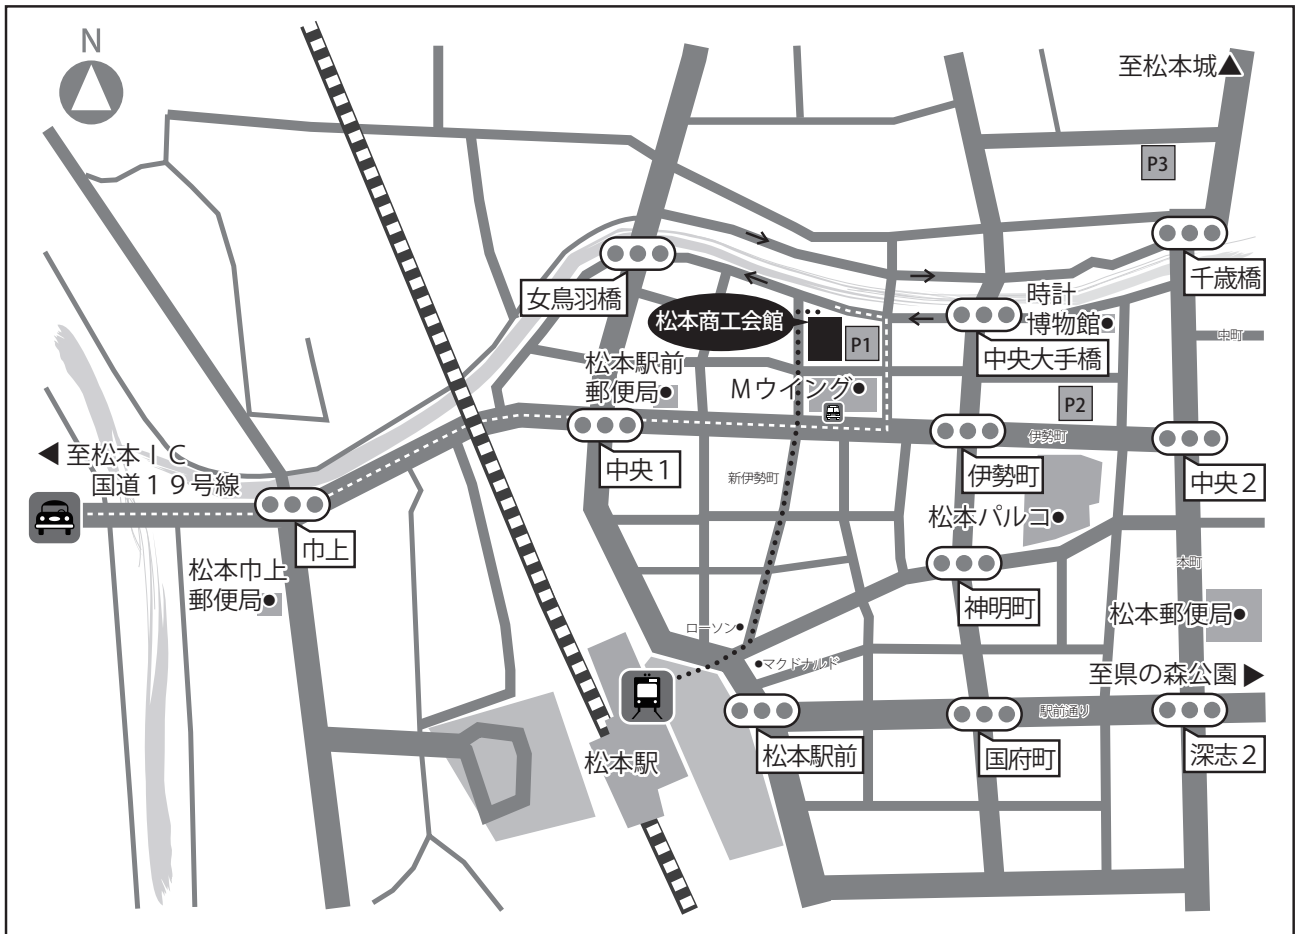 N
至松本城▲
P3
千歳橋
女鳥羽橋
時計
博物館●
松本商工会館
P1
中央大手橋
中町
松本駅前
郵便局●
Mウイング●
P2
伊勢町
◀至松本IC
国道19号線
中央1
新伊勢町
伊勢町
中央2
松本パルコ●
巾上
松本巾上
郵便局●
本町
神明町
松本郵便局●
ローソン●
●マクドナルド
至県の森公園▶
駅前通り
松本駅
松本駅前
国府町
深志2